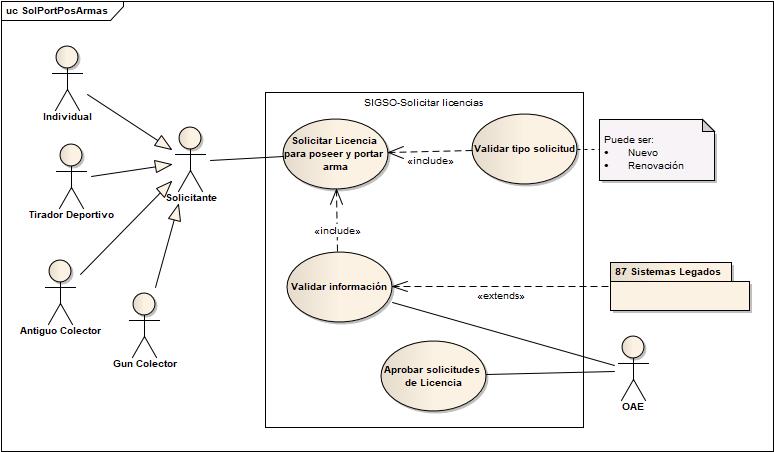 uc SolPortPosArmas
Individual
Tirador Deportivo
Antiguo Colector
Gun Colector
Solicitante
SIGSO-Solicitar licencias
Solicitar Licencia
para poseer y portar
arma
«include»
Validar tipo solicitud
Puede ser:
• Nuevo
• Renovación
«include»
Validar información
«extends»
87 Sistemas Legados
Aprobar solicitudes
de Licencia
OAE